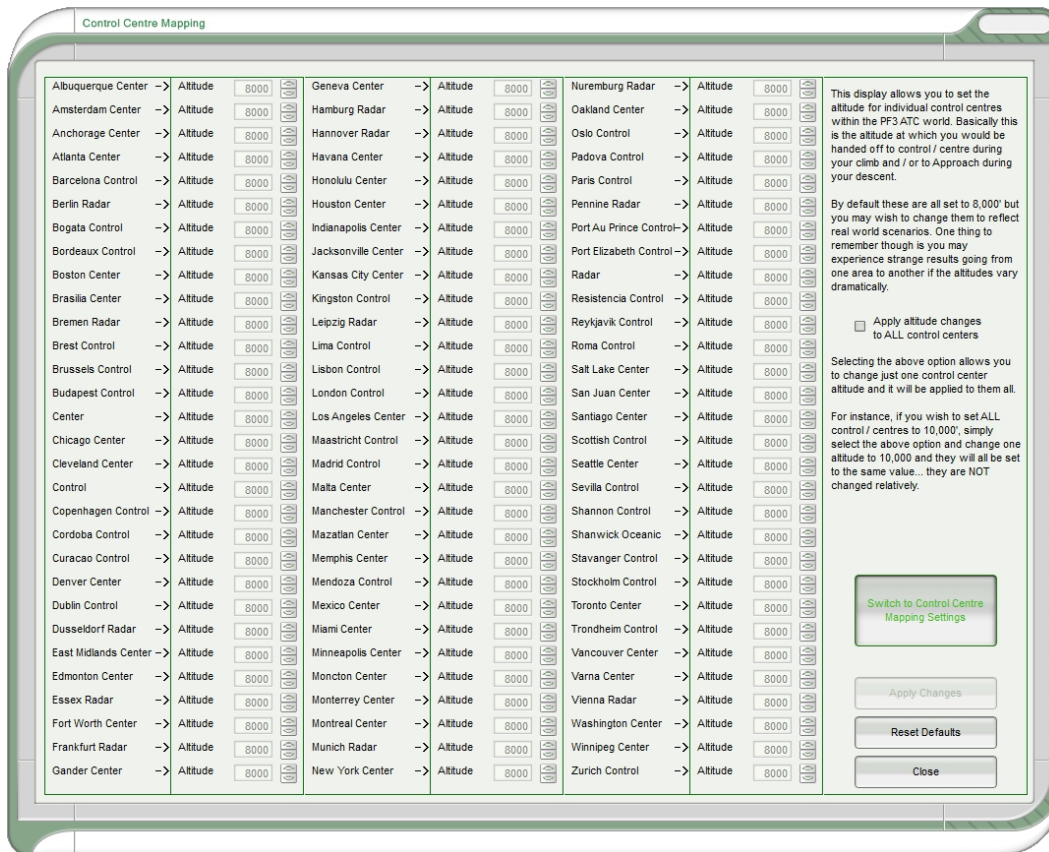 Control Centre Mapping
Albuquerque Center -> Altitude 8000 Geneva Center -> Altitude 8000 Nuremburg Radar -> Altitude 8000
Amsterdam Center -> Altitude 8000 Hamburg Radar -> Altitude 8000 Oakland Center -> Altitude 8000
Anchorage Center -> Altitude 8000 Hannover Radar -> Altitude 8000 Oslo Control -> Altitude 8000
Atlanta Center -> Altitude 8000 Havana Center -> Altitude 8000 Padova Control -> Altitude 8000
Barcelona Control -> Altitude 8000 Honolulu Center -> Altitude 8000 Paris Control -> Altitude 8000
Berlin Radar -> Altitude 8000 Houston Center -> Altitude 8000 Pennine Radar -> Altitude 8000
Bogata Control -> Altitude 8000 Indianapolis Center -> Altitude 8000 Port Au Prince Control-> Altitude 8000
Bordeaux Control -> Altitude 8000 Jacksonville Center -> Altitude 8000 Port Elizabeth Control -> Altitude 8000
Boston Center -> Altitude 8000 Kansas City Center -> Altitude 8000 Radar -> Altitude 8000
Brasilia Center -> Altitude 8000 Kingston Control -> Altitude 8000 Resistencia Control -> Altitude 8000
Bremen Radar -> Altitude 8000 Leipzig Radar -> Altitude 8000 Reykjavik Control -> Altitude 8000
Brest Control -> Altitude 8000 Lima Control -> Altitude 8000 Roma Control -> Altitude 8000
Brussels Control -> Altitude 8000 Lisbon Control -> Altitude 8000 Salt Lake Center -> Altitude 8000
Budapest Control -> Altitude 8000 London Control -> Altitude 8000 San Juan Center -> Altitude 8000
Center -> Altitude 8000 Los Angeles Center -> Altitude 8000 Santiago Center -> Altitude 8000
Chicago Center -> Altitude 8000 Maastricht Control -> Altitude 8000 Scottish Control -> Altitude 8000
Cleveland Center -> Altitude 8000 Madrid Control -> Altitude 8000 Seattle Center -> Altitude 8000
Control -> Altitude 8000 Malta Center -> Altitude 8000 Sevilla Control -> Altitude 8000
Copenhagen Control -> Altitude 8000 Manchester Control -> Altitude 8000 Shannon Control -> Altitude 8000
Cordoba Control -> Altitude 8000 Mazatlan Center -> Altitude 8000 Shanwick Oceanic -> Altitude 8000
Curacao Control -> Altitude 8000 Memphis Center -> Altitude 8000 Stavanger Control -> Altitude 8000
Denver Center -> Altitude 8000 Mendoza Control -> Altitude 8000 Stockholm Control -> Altitude 8000
Dublin Control -> Altitude 8000 Mexico Center -> Altitude 8000 Toronto Center -> Altitude 8000
Dusseldorf Radar -> Altitude 8000 Miami Center -> Altitude 8000 Trondheim Control -> Altitude 8000
East Midlands Center -> Altitude 8000 Minneapolis Center -> Altitude 8000 Vancouver Center -> Altitude 8000
Edmonton Center -> Altitude 8000 Moncton Center -> Altitude 8000 Varna Center -> Altitude 8000
Essex Radar -> Altitude 8000 Monterrey Center -> Altitude 8000 Vienna Radar -> Altitude 8000
Fort Worth Center -> Altitude 8000 Montreal Center -> Altitude 8000 Washington Center -> Altitude 8000
Frankfurt Radar -> Altitude 8000 Munich Radar -> Altitude 8000 Winnipeg Center -> Altitude 8000
Gander Center -> Altitude 8000 New York Center -> Altitude 8000 Zurich Control -> Altitude 8000
This display allows you to set the
altitude for individual control centres
within the PF3 ATC world. Basically this
is the altitude at which you would be
handed off to control / centre during
your climb and / or to Approach during
your descent.
By default these are all set to 8,000' but
you may wish to change them to reflect
real world scenarios. One thing to
remember though is you may
experience strange results going from
one area to another if the altitudes vary
dramatically.
Apply altitude changes
to ALL control centers
Selecting the above option allows you
to change just one control center
altitude and it will be applied to them all.
For instance, if you wish to set ALL
control / centres to 10,000', simply
select the above option and change one
altitude to 10,000 and they will all be set
to the same value... they are NOT
changed relatively.
Switch to Control Centre
Mapping Settings
Apply Changes
Reset Defaults
Close